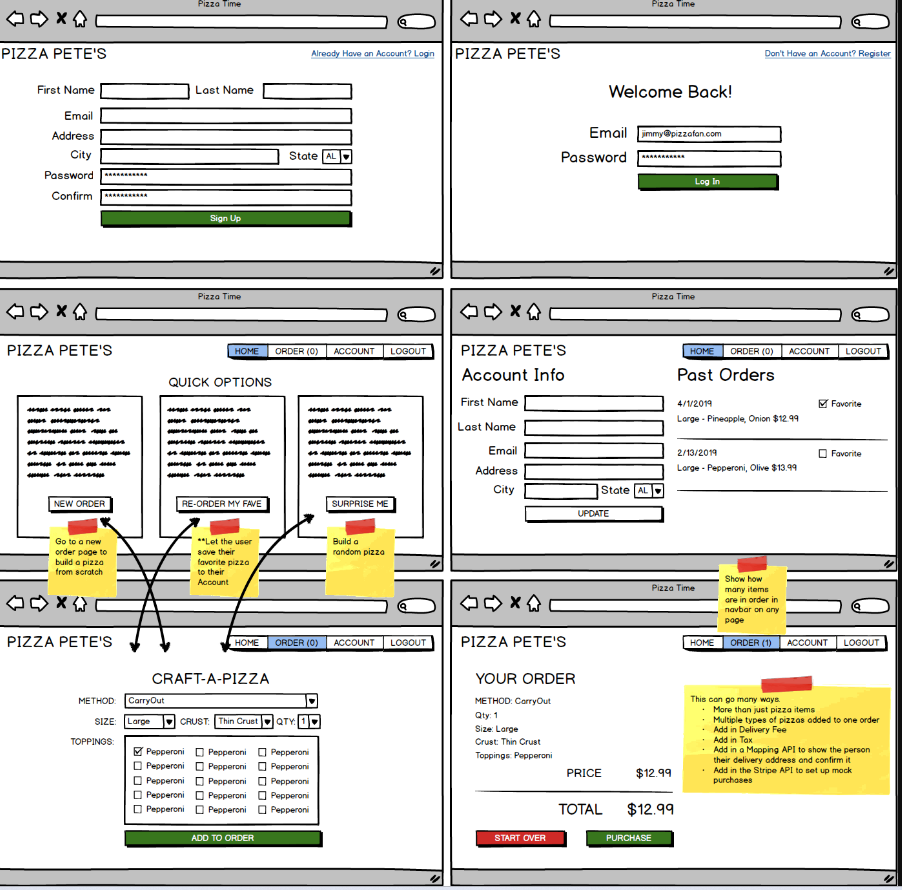 Pizza Time
PIZZA PETE'S
Already Have an Account? Login
First Name
Last Name
Email
Address
City
State AL
Password ***********
Confirm ***********
Sign Up
Pizza Time
PIZZA PETE'S
Don't Have an Account? Register
Welcome Back!
Email jimmy@pizzafan.com
Password ***********
Log In
Pizza Time
PIZZA PETE'S
HOME ORDER (0) ACCOUNT LOGOUT
QUICK OPTIONS
NEW ORDER
RE-ORDER MY FAVE
SURPRISE ME
Go to a new
order page to
build a pizza
from scratch
**Let the user
save their
favorite pizza
to their
Account
Build a
random pizza
Pizza Time
PIZZA PETE'S
HOME ORDER (0) ACCOUNT LOGOUT
Account Info
First Name
Last Name
Email
Address
City
State AL
UPDATE
Past Orders
4/1/2019 Favorite
Large - Pineapple, Onion $12.99
2/13/2019 Favorite
Large - Pepperoni, Olive $13.99
Pizza Time
PIZZA PETE'S
HOME ORDER (0) ACCOUNT LOGOUT
CRAFT-A-PIZZA
METHOD: CarryOut
SIZE: Large CRUST: Thin Crust QTY: 1
TOPPINGS:
Pepperoni Pepperoni Pepperoni
Pepperoni Pepperoni Pepperoni
Pepperoni Pepperoni Pepperoni
Pepperoni Pepperoni Pepperoni
Pepperoni Pepperoni Pepperoni
ADD TO ORDER
Pizza Time
Show how
many items
are in order in
navbar on any
page
PIZZA PETE'S
HOME ORDER (1) ACCOUNT LOGOUT
YOUR ORDER
METHOD: CarryOut
Qty: 1
Size: Large
Crust: Thin Crust
Toppings: Pepperoni
PRICE $12.99
TOTAL $12.99
START OVER
PURCHASE
This can go many ways.
• More than just pizza items
• Multiple types of pizzas added to one order
• Add in Delivery Fee
• Add in Tax
• Add in a Mapping API to show the person
their delivery address and confirm it
• Add in the Stripe API to set up mock
purchases